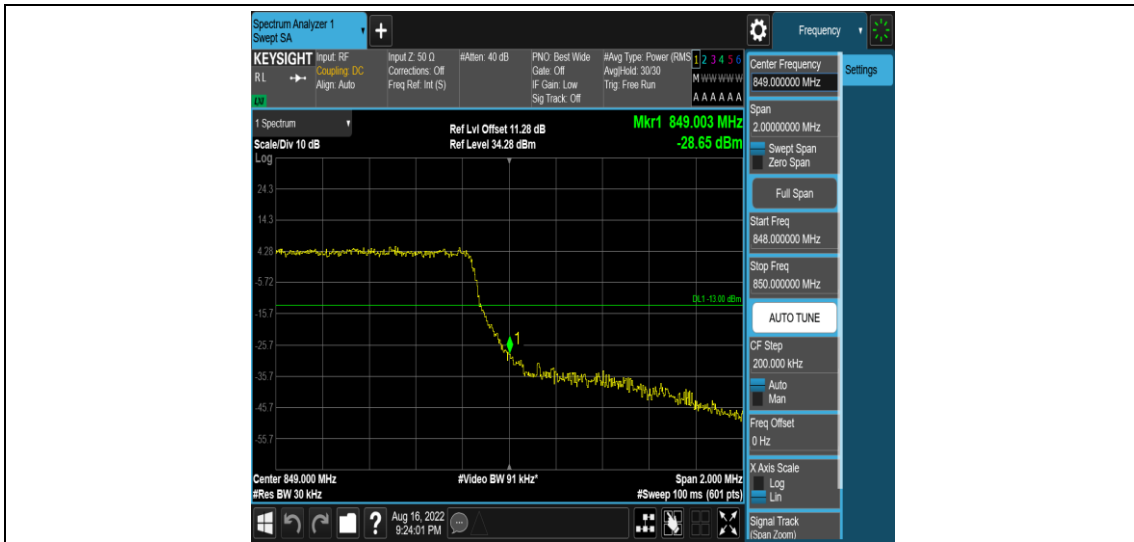 Spectrum Analyzer 1
Swept SA
Frequency
KEYSIGHT
RL
Input: RF
Coupling: DC
Align: Auto
Input Z: 50 Ω
Corrections: Off
Freq Ref: Int (S)
#Atten: 40 dB
PNO: Best Wide
Gate: Off
IF Gain: Low
Sig Track: Off
#Avg Type: Power (RMS
Avg|Hold: 30/30
Trig: Free Run
1 2 3 4 5 6
M W W W W W
A A A A A A
1 Spectrum
Scale/Div 10 dB
Ref Lvl Offset 11.28 dB
Ref Level 34.28 dBm
Mkr1 849.003 MHz
-28.65 dBm
Log
24.3
14.3
4.28
-5.72
-15.7
-25.7
-35.7
-45.7
-55.7
DL1 -13.00 dBm
1
Center 849.000 MHz
#Res BW 30 kHz
#Video BW 91 kHz*
Span 2.000 MHz
#Sweep 100 ms (601 pts)
Center Frequency
849.000000 MHz
Settings
Span
2.00000000 MHz
Swept Span
Zero Span
Full Span
Start Freq
848.000000 MHz
Stop Freq
850.000000 MHz
AUTO TUNE
CF Step
200.000 kHz
Auto
Man
Freq Offset
0 Hz
X Axis Scale
Log
Lin
Signal Track
(Span Zoom)
?
Aug 16, 2022
9:24:01 PM